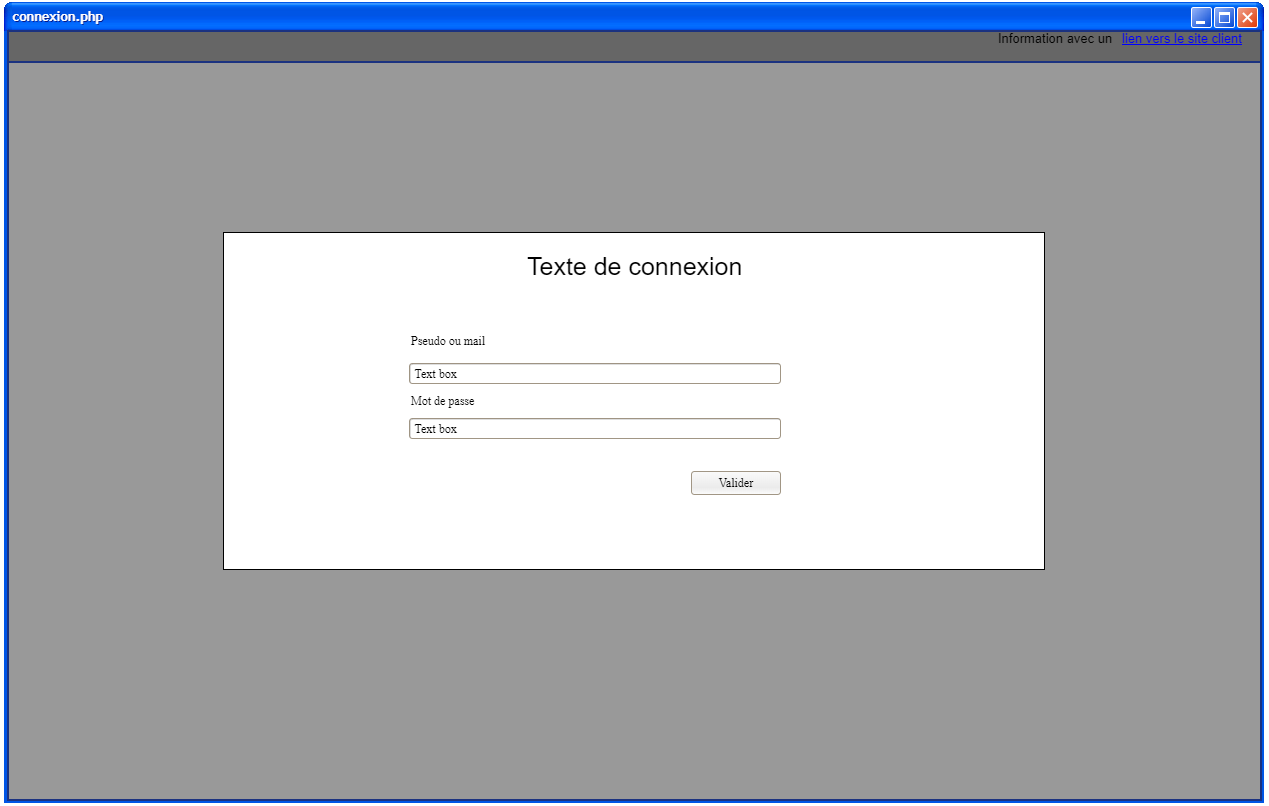 connexion.php
Information avec un lien vers le site client
Texte de connexion
Pseudo ou mail
Text box
Mot de passe
Text box
Valider